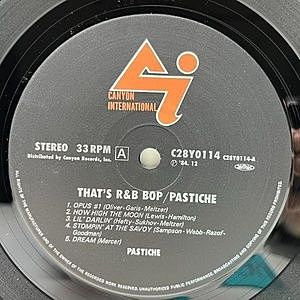 CANYON
INTERNATIONAL
STEREO 33 RPM A C28Y0114 C28Y0114-A
Distributed by Canyon Records, Inc. ℗ '84. 12
THAT'S R&B BOP/PASTICHE
1. OPUS #1 (Oliver-Garis-Meltzer)
2. HOW HIGH THE MOON (Lewis-Hamilton)
3. LIL' DARLIN' (Hefty-Sukhov-Meltzer)
4. STOMPIN' AT THE SAVOY (Sampson-Webb-Razof-
Goodman)
5. DREAM (Mercer)
PASTICHE